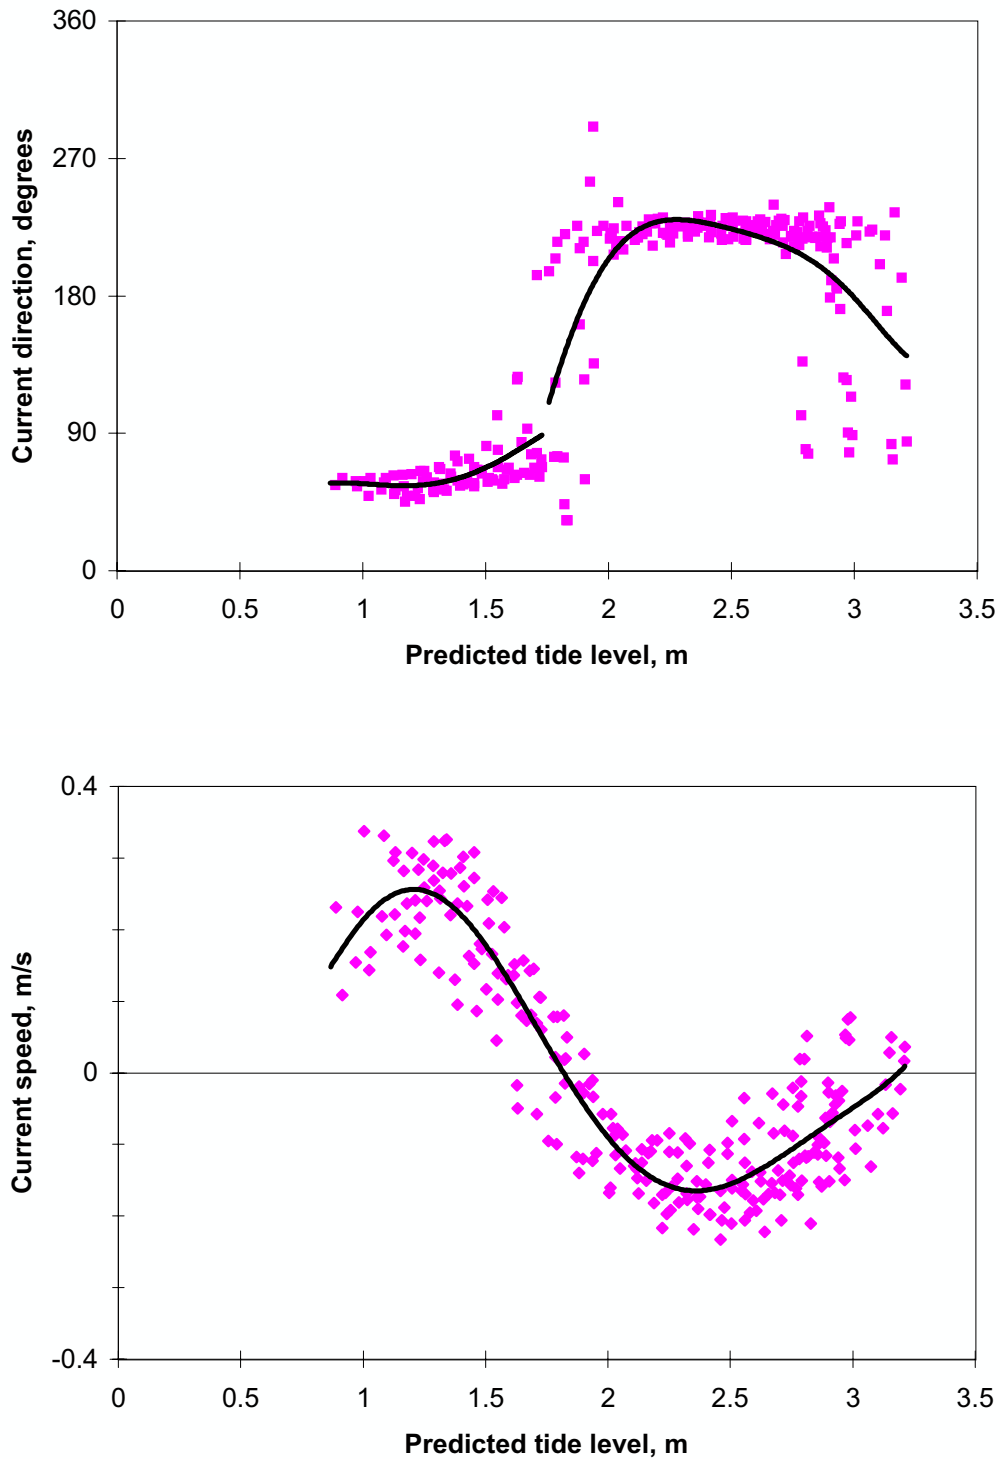 360
270
180
90
0
Current direction, degrees
0 0.5 1 1.5 2 2.5 3 3.5
Predicted tide level, m
0.4
0
-0.4
Current speed, m/s
0 0.5 1 1.5 2 2.5 3 3.5
Predicted tide level, m